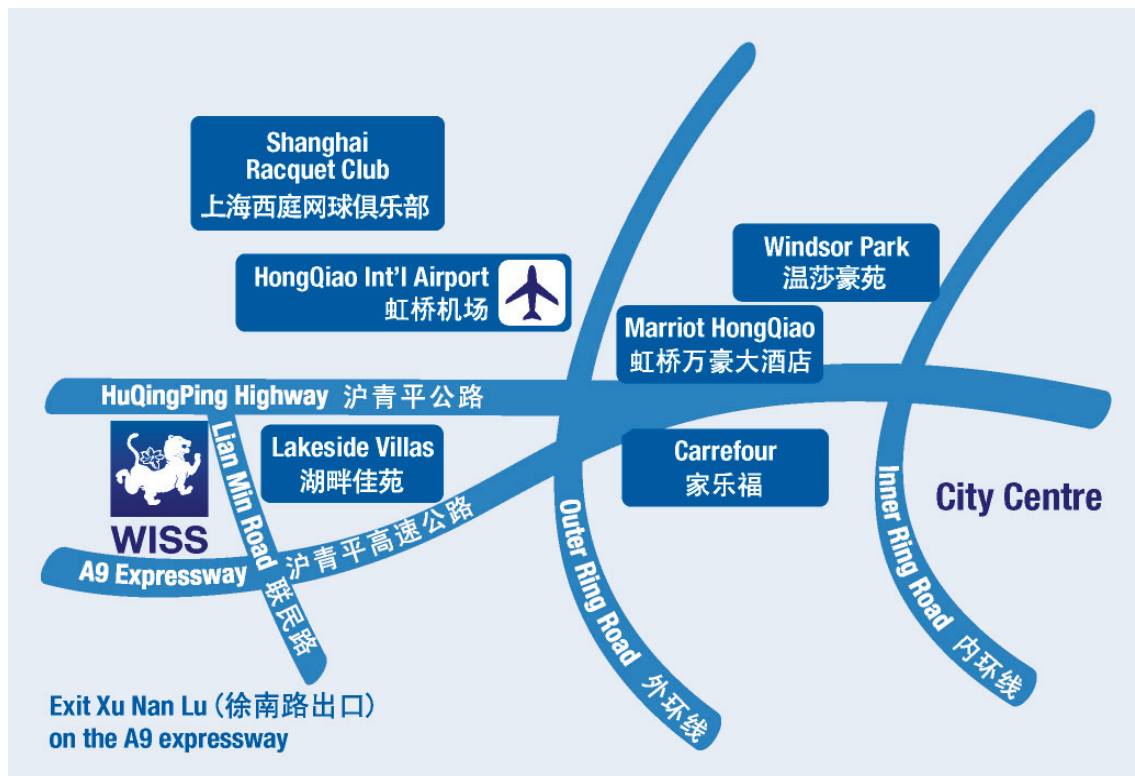 Shanghai
Racquet Club
上海西庭网球俱乐部
HongQiao Int'l Airport
虹桥机场
Windsor Park
温莎豪苑
Marriot HongQiao
虹桥万豪大酒店
HuQingPing Highway 沪青平公路
Lakeside Villas
湖畔佳苑
Carrefour
家乐福
City Centre
WISS
Lian Min Road 联民路
A9 Expressway 沪青平高速公路
Outer Ring Road 外环线
Inner Ring Road 内环线
Exit Xu Nan Lu (徐南路出口)
on the A9 expressway